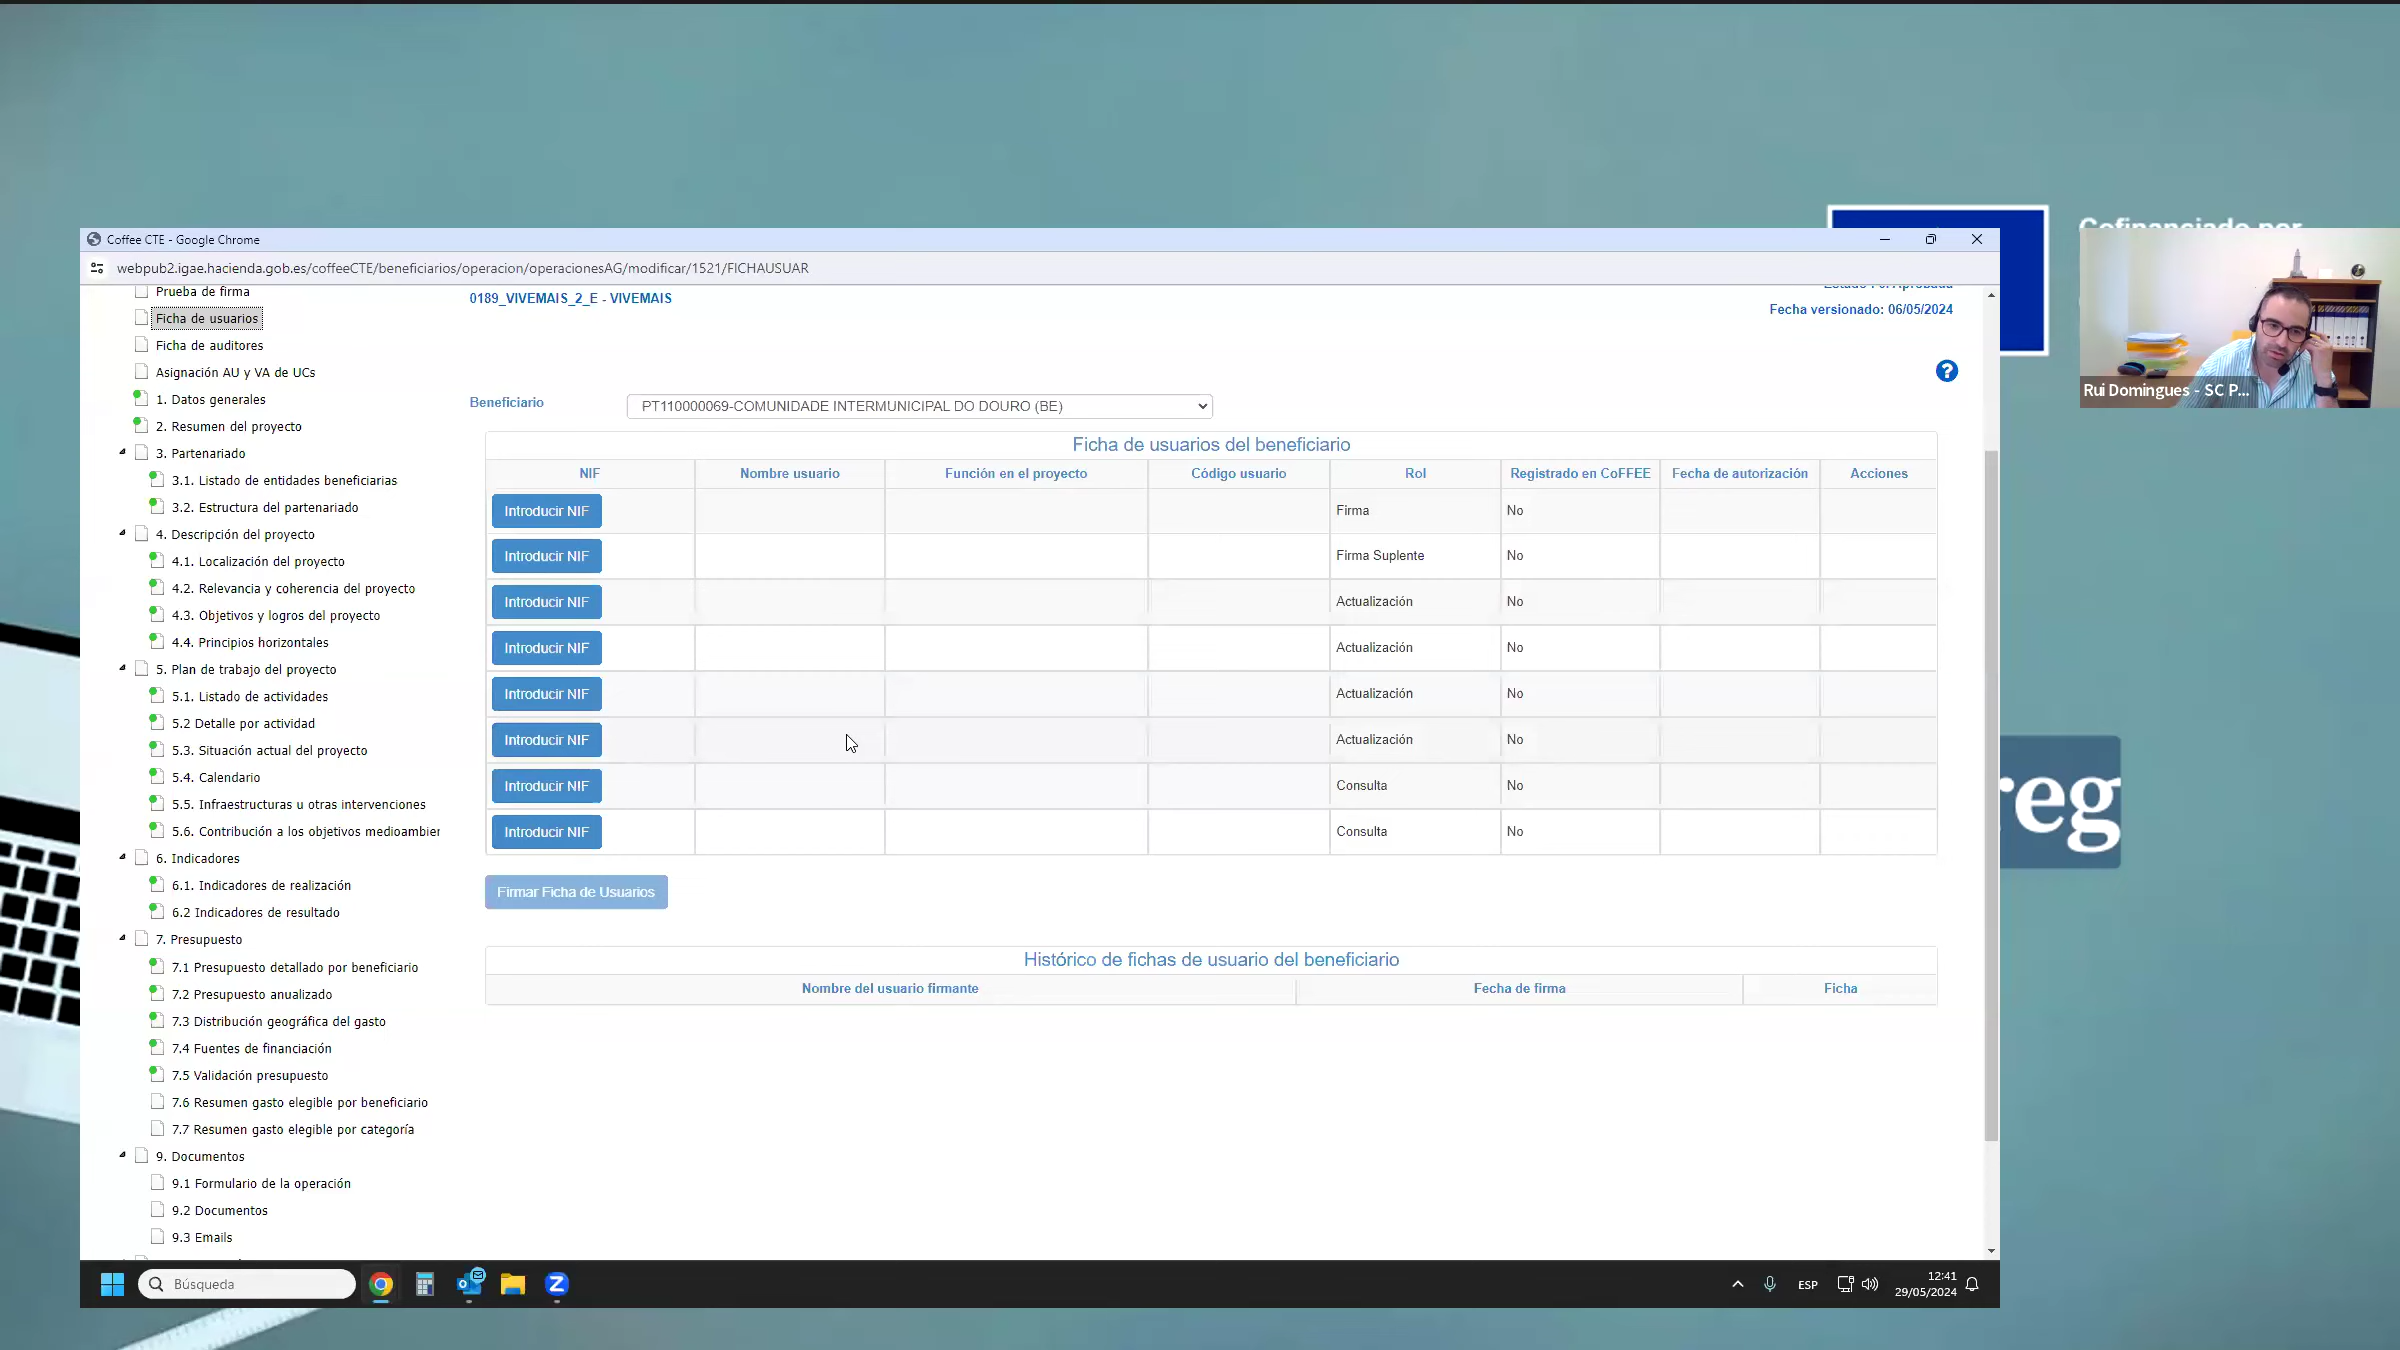 Cofinanciado por
Coffee CTE - Google Chrome
webpub2.igae.hacienda.gob.es/coffeeCTE/beneficiarios/operacion/operacionesAG/modificar/1521/FICHAUSUAR
Prueba de firma
Ficha de usuarios
Ficha de auditores
Asignación AU y VA de UCs
1. Datos generales
2. Resumen del proyecto
3. Partenariado
3.1. Listado de entidades beneficiarias
3.2. Estructura del partenariado
4. Descripción del proyecto
4.1. Localización del proyecto
4.2. Relevancia y coherencia del proyecto
4.3. Objetivos y logros del proyecto
4.4. Principios horizontales
5. Plan de trabajo del proyecto
5.1. Listado de actividades
5.2 Detalle por actividad
5.3. Situación actual del proyecto
5.4. Calendario
5.5. Infraestructuras u otras intervenciones
5.6. Contribución a los objetivos medioambier
6. Indicadores
6.1. Indicadores de realización
6.2 Indicadores de resultado
7. Presupuesto
7.1 Presupuesto detallado por beneficiario
7.2 Presupuesto anualizado
7.3 Distribución geográfica del gasto
7.4 Fuentes de financiación
7.5 Validación presupuesto
7.6 Resumen gasto elegible por beneficiario
7.7 Resumen gasto elegible por categoría
9. Documentos
9.1 Formulario de la operación
9.2 Documentos
9.3 Emails
0189_VIVEMAIS_2_E - VIVEMAIS
Fecha versionado: 06/05/2024
?
Beneficiario PT110000069-COMUNIDADE INTERMUNICIPAL DO DOURO (BE)
Ficha de usuarios del beneficiario
NIF Nombre usuario Función en el proyecto Código usuario Rol Registrado en CoFFEE Fecha de autorización Acciones
Introducir NIF Firma No
Introducir NIF Firma Suplente No
Introducir NIF Actualización No
Introducir NIF Actualización No
Introducir NIF Actualización No
Introducir NIF Actualización No
Introducir NIF Consulta No
Introducir NIF Consulta No
Firmar Ficha de Usuarios
Histórico de fichas de usuario del beneficiario
Nombre del usuario firmante Fecha de firma Ficha
Rui Domingues - SC P...
reg
Búsqueda
ESP
12:41
29/05/2024